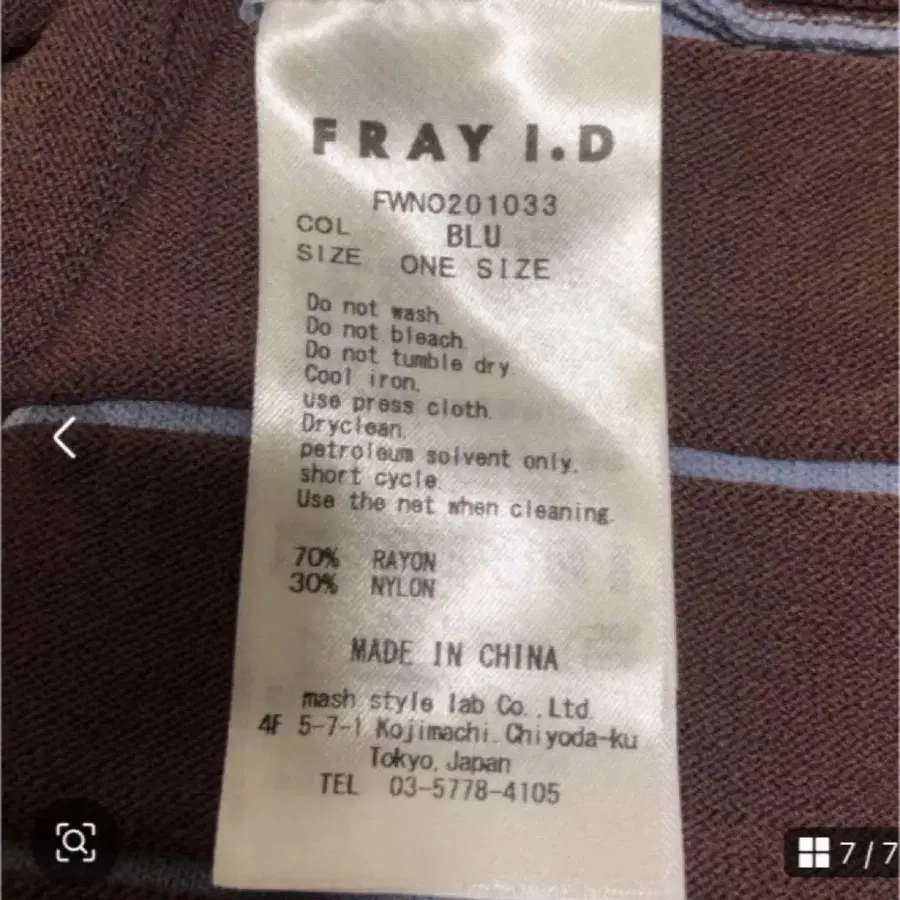 FRAY I.D
FWNO201033
COL BLU
SIZE ONE SIZE
Do not wash.
Do not bleach.
Do not tumble dry.
Cool iron.
use press cloth.
Dryclean.
petroleum solvent only.
short cycle.
Use the net when cleaning.
70% RAYON
30% NYLON
MADE IN CHINA
mash style lab Co.,Ltd.
4F 5-7-1 Kojimachi.Chiyoda-ku
Tokyo.Japan
TEL 03-5778-4105
7/7